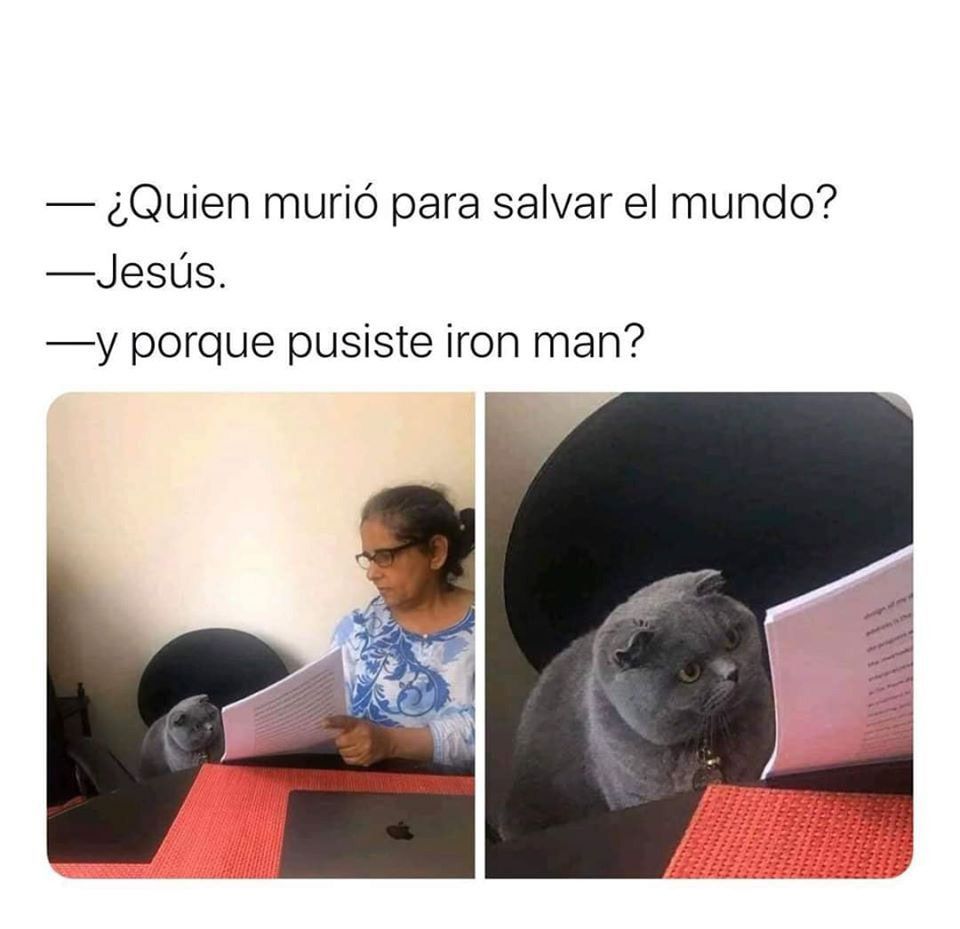 — ¿Quien murió para salvar el mundo?
—Jesús.
—y porque pusiste iron man?